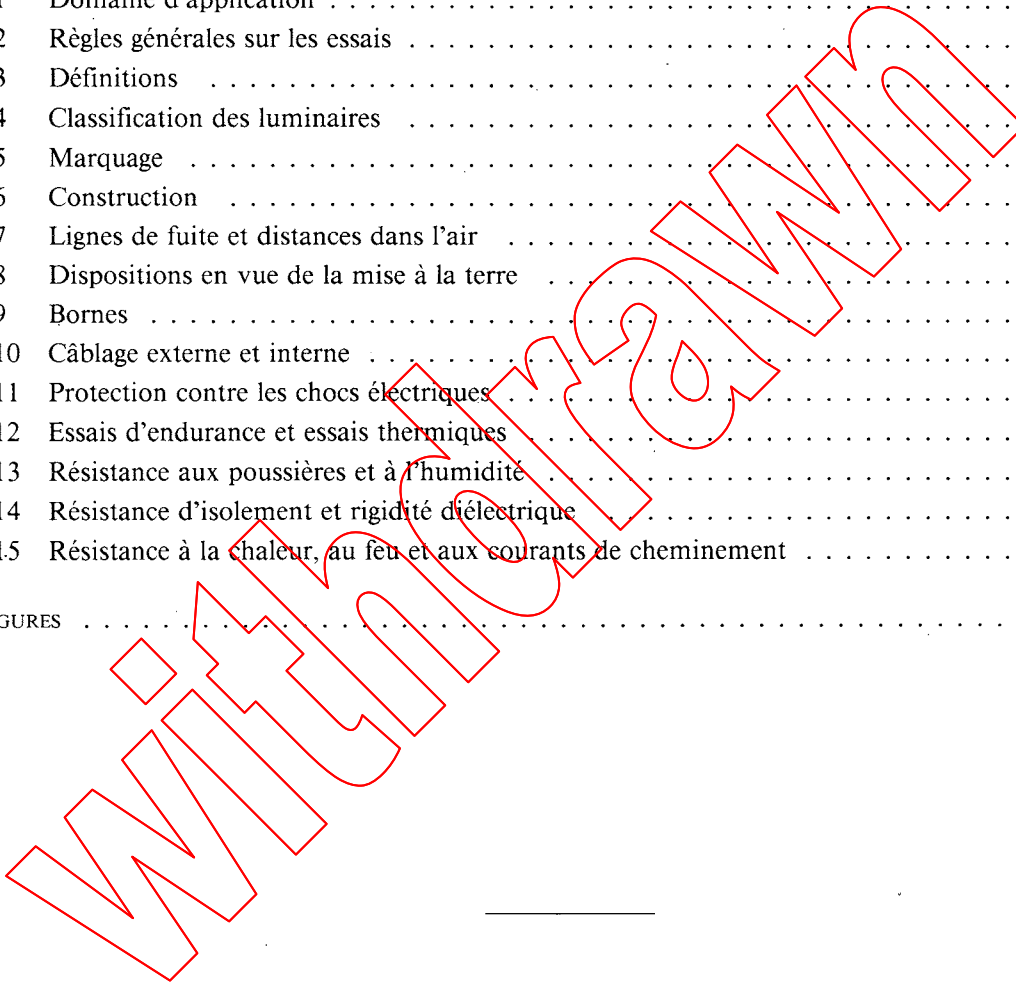 1 Domaine d'application . . . . . . . . . . . . . . . . . . . . . . . . . . . . . . . . . . .
2 Règles générales sur les essais . . . . . . . . . . . . . . . . . . . . . . . . . . . . . . .
3 Définitions . . . . . . . . . . . . . . . . . . . . . . . . . . . . . . . . . . . . . . . . .
4 Classification des luminaires . . . . . . . . . . . . . . . . . . . . . . . . . . . . . . .
5 Marquage . . . . . . . . . . . . . . . . . . . . . . . . . . . . . . . . . . . . . . . . . .
6 Construction . . . . . . . . . . . . . . . . . . . . . . . . . . . . . . . . . . . . . . . .
7 Lignes de fuite et distances dans l'air . . . . . . . . . . . . . . . . . . . . . . . . . .
8 Dispositions en vue de la mise à la terre . . . . . . . . . . . . . . . . . . . . . . . .
9 Bornes . . . . . . . . . . . . . . . . . . . . . . . . . . . . . . . . . . . . . . . . . . . .
10 Câblage externe et interne . . . . . . . . . . . . . . . . . . . . . . . . . . . . . . . . .
11 Protection contre les chocs électriques . . . . . . . . . . . . . . . . . . . . . . . . . .
12 Essais d'endurance et essais thermiques . . . . . . . . . . . . . . . . . . . . . . . . .
13 Résistance aux poussières et à l'humidité . . . . . . . . . . . . . . . . . . . . . . . .
14 Résistance d'isolement et rigidité diélectrique . . . . . . . . . . . . . . . . . . . . .
15 Résistance à la chaleur, au feu et aux courants de cheminement . . . . . . . . . . .
GURES . . . . . . . . . . . . . . . . . . . . . . . . . . . . . . . . . . . . . . . . . . . . . . .
withdrawn